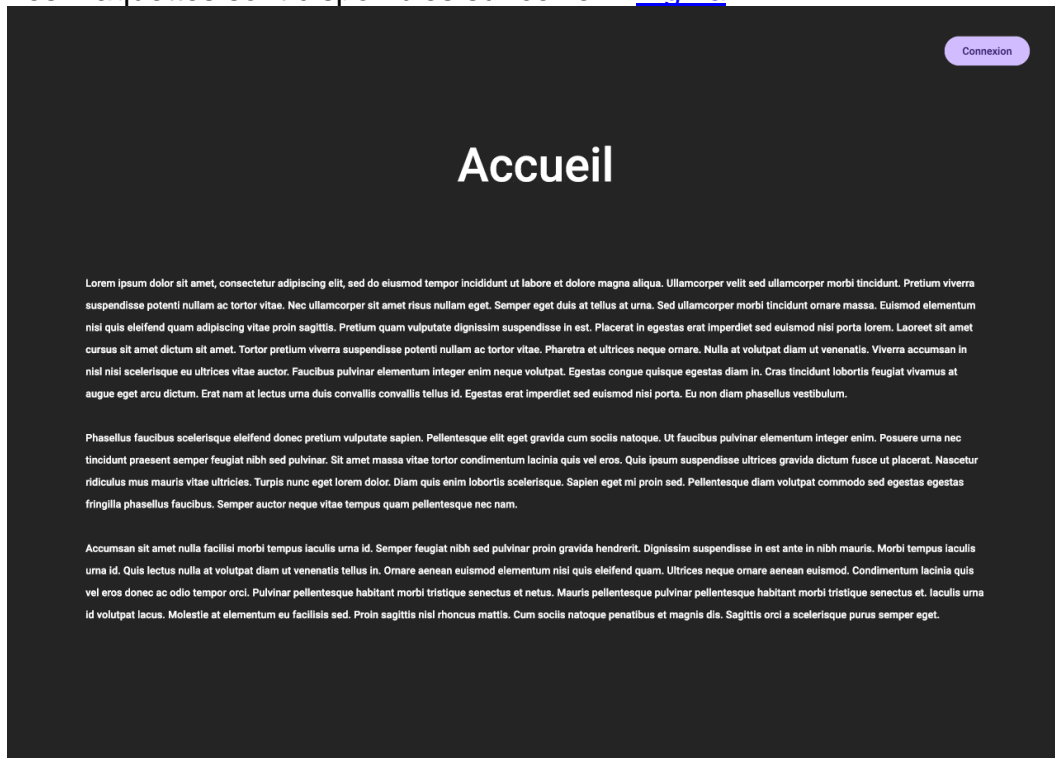 Connexion
Accueil
Lorem ipsum dolor sit amet, consectetur adipiscing elit, sed do eiusmod tempor incididunt ut labore et dolore magna aliqua. Ullamcorper velit sed ullamcorper morbi tincidunt. Pretium viverra
suspendisse potenti nullam ac tortor vitae. Nec ullamcorper sit amet risus nullam eget. Semper eget duis at tellus at urna. Sed ullamcorper morbi tincidunt ornare massa. Euismod elementum
nisi quis eleifend quam adipiscing vitae proin sagittis. Pretium quam vulputate dignissim suspendisse in est. Placerat in egestas erat imperdiet sed euismod nisi porta lorem. Laoreet sit amet
cursus sit amet dictum sit amet. Tortor pretium viverra suspendisse potenti nullam ac tortor vitae. Pharetra et ultrices neque ornare. Nulla at volutpat diam ut venenatis. Viverra accumsan in
nisl nisi scelerisque eu ultrices vitae auctor. Faucibus pulvinar elementum integer enim neque volutpat. Egestas congue quisque egestas diam in. Cras tincidunt lobortis feugiat vivamus at
augue eget arcu dictum. Erat nam at lectus urna duis convallis convallis tellus id. Egestas erat imperdiet sed euismod nisi porta. Eu non diam phasellus vestibulum.
Phasellus faucibus scelerisque eleifend donec pretium vulputate sapien. Pellentesque elit eget gravida cum sociis natoque. Ut faucibus pulvinar elementum integer enim. Posuere urna nec
tincidunt praesent semper feugiat nibh sed pulvinar. Sit amet massa vitae tortor condimentum lacinia quis vel eros. Quis ipsum suspendisse ultrices gravida dictum fusce ut placerat. Nascetur
ridiculus mus mauris vitae ultricies. Turpis nunc eget lorem dolor. Diam quis enim lobortis scelerisque. Sapien eget mi proin sed. Pellentesque diam volutpat commodo sed egestas egestas
fringilla phasellus faucibus. Semper auctor neque vitae tempus quam pellentesque nec nam.
Accumsan sit amet nulla facilisi morbi tempus iaculis urna id. Semper feugiat nibh sed pulvinar proin gravida hendrerit. Dignissim suspendisse in est ante in nibh mauris. Morbi tempus iaculis
urna id. Quis lectus nulla at volutpat diam ut venenatis tellus in. Ornare aenean euismod elementum nisi quis eleifend quam. Ultrices neque ornare aenean euismod. Condimentum lacinia quis
vel eros donec ac odio tempor orci. Pulvinar pellentesque habitant morbi tristique senectus et netus. Mauris pellentesque pulvinar pellentesque habitant morbi tristique senectus et. Iaculis urna
id volutpat lacus. Molestie at elementum eu facilisis sed. Proin sagittis nisl rhoncus mattis. Cum sociis natoque penatibus et magnis dis. Sagittis orci a scelerisque purus semper eget.